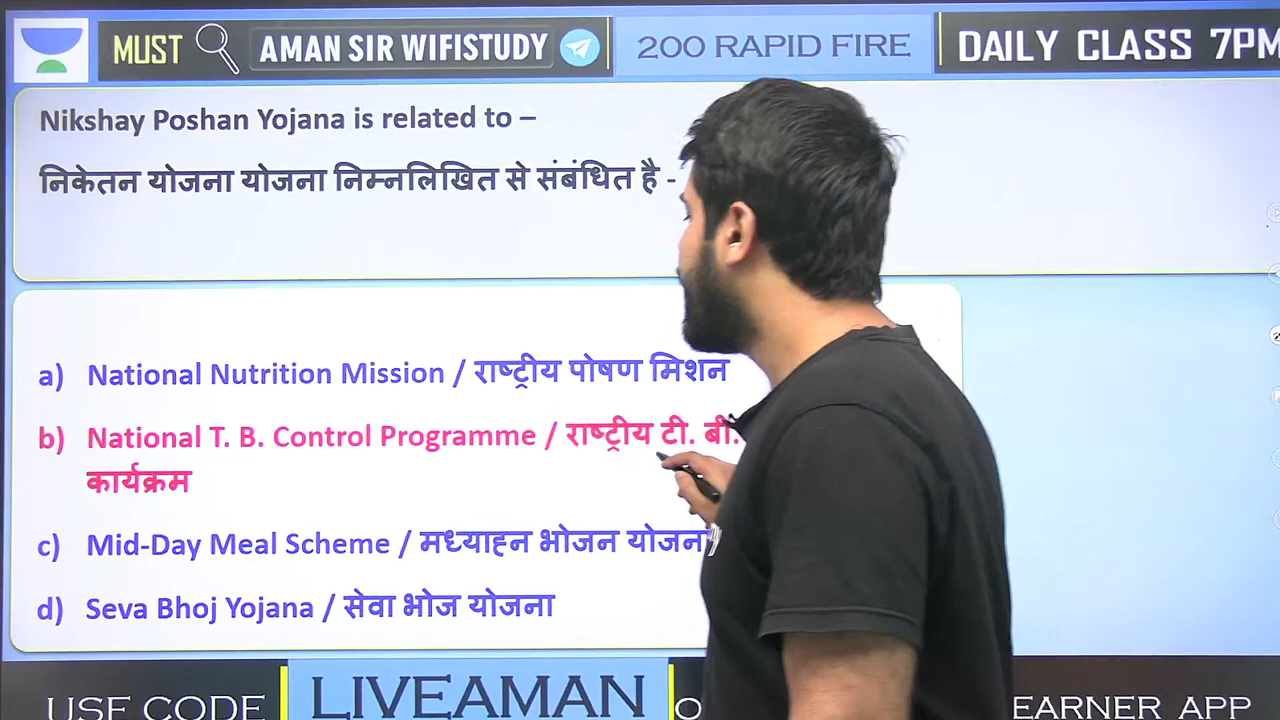 MUST AMAN SIR WIFISTUDY 200 RAPID FIRE DAILY CLASS 7PM
Nikshay Poshan Yojana is related to –
निकेतन योजना योजना निम्नलिखित से संबंधित है -
a) National Nutrition Mission / राष्ट्रीय पोषण मिशन
b) National T. B. Control Programme / राष्ट्रीय टी. बी.
कार्यक्रम
c) Mid-Day Meal Scheme / मध्याह्न भोजन योजना
d) Seva Bhoj Yojana / सेवा भोज योजना
USE CODE LIVEAMAN O EARNER APP